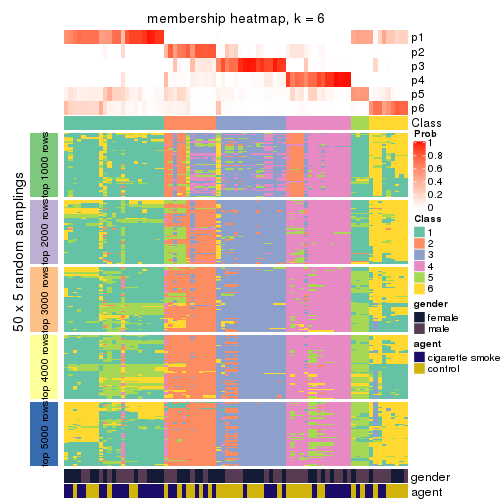 membership heatmap, k = 6
p1
p2
p3
p4
p5
p6
Class
50 x 5 random samplings
top 1000 rows
top 2000 rows
top 3000 rows
top 4000 rows
top 5000 rows
Prob
1
0.8
0.6
0.4
0.2
0
Class
1
2
3
4
5
6
gender
female
male
agent
cigarette smoke
control
gender
agent